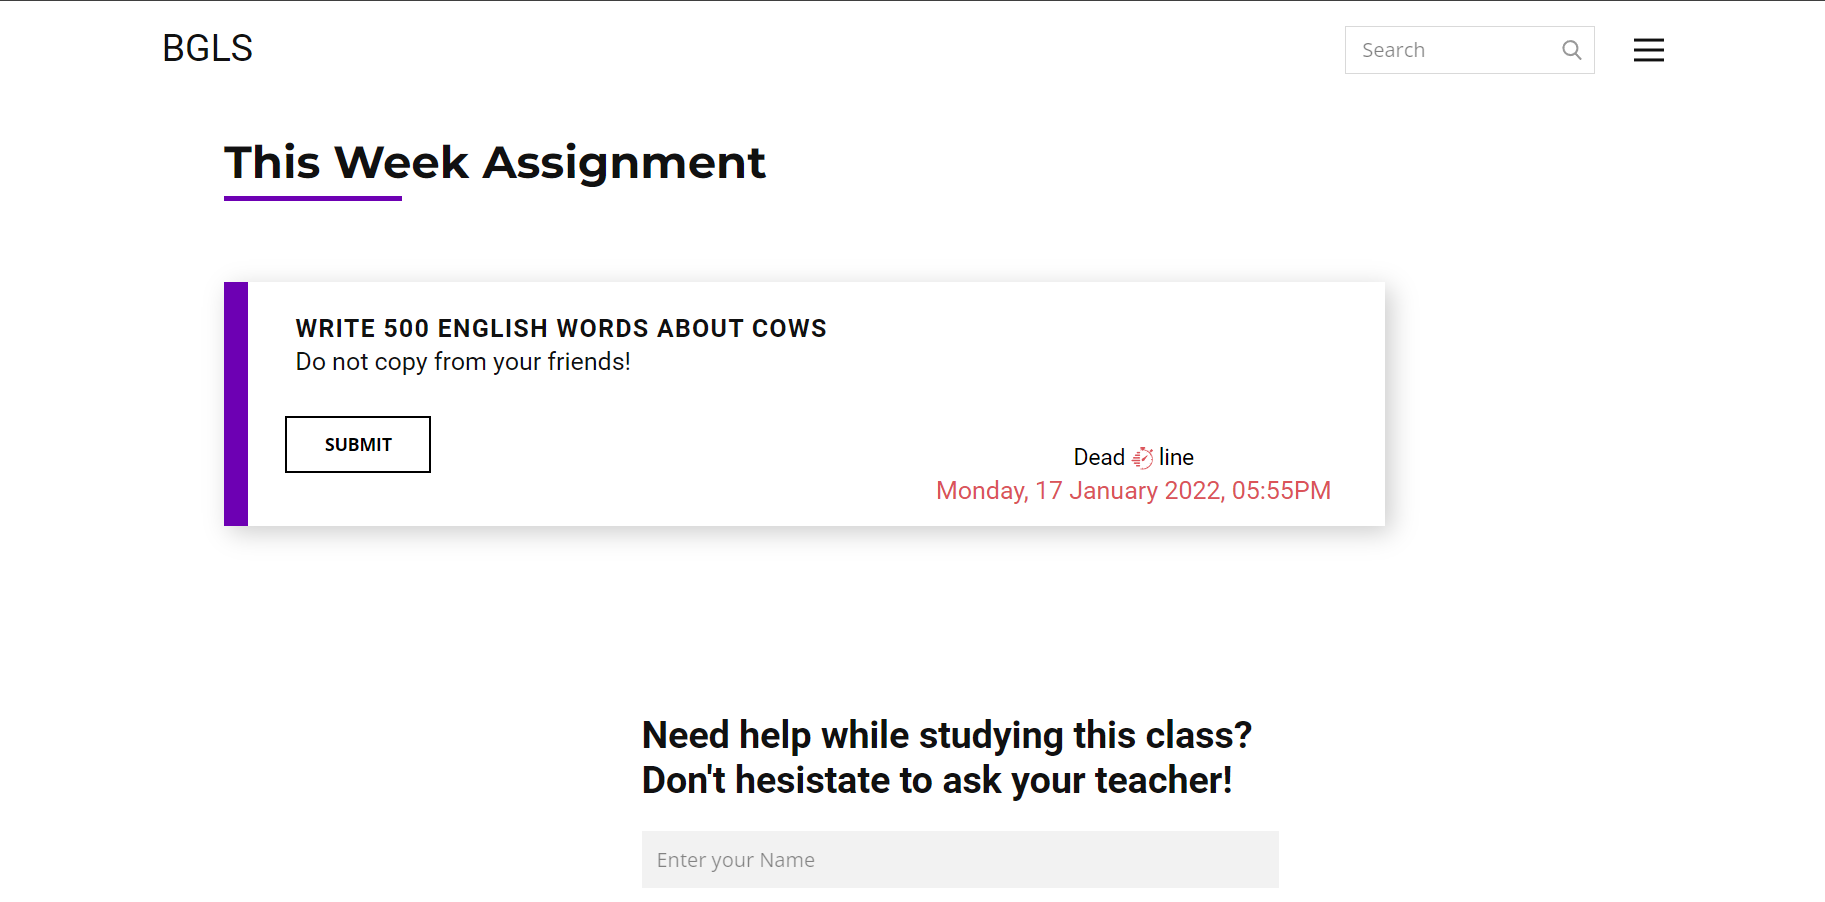 BGLS
Search
This Week Assignment
WRITE 500 ENGLISH WORDS ABOUT COWS
Do not copy from your friends!
SUBMIT
Dead line
Monday, 17 January 2022, 05:55PM
Need help while studying this class?
Don't hesistate to ask your teacher!
Enter your Name